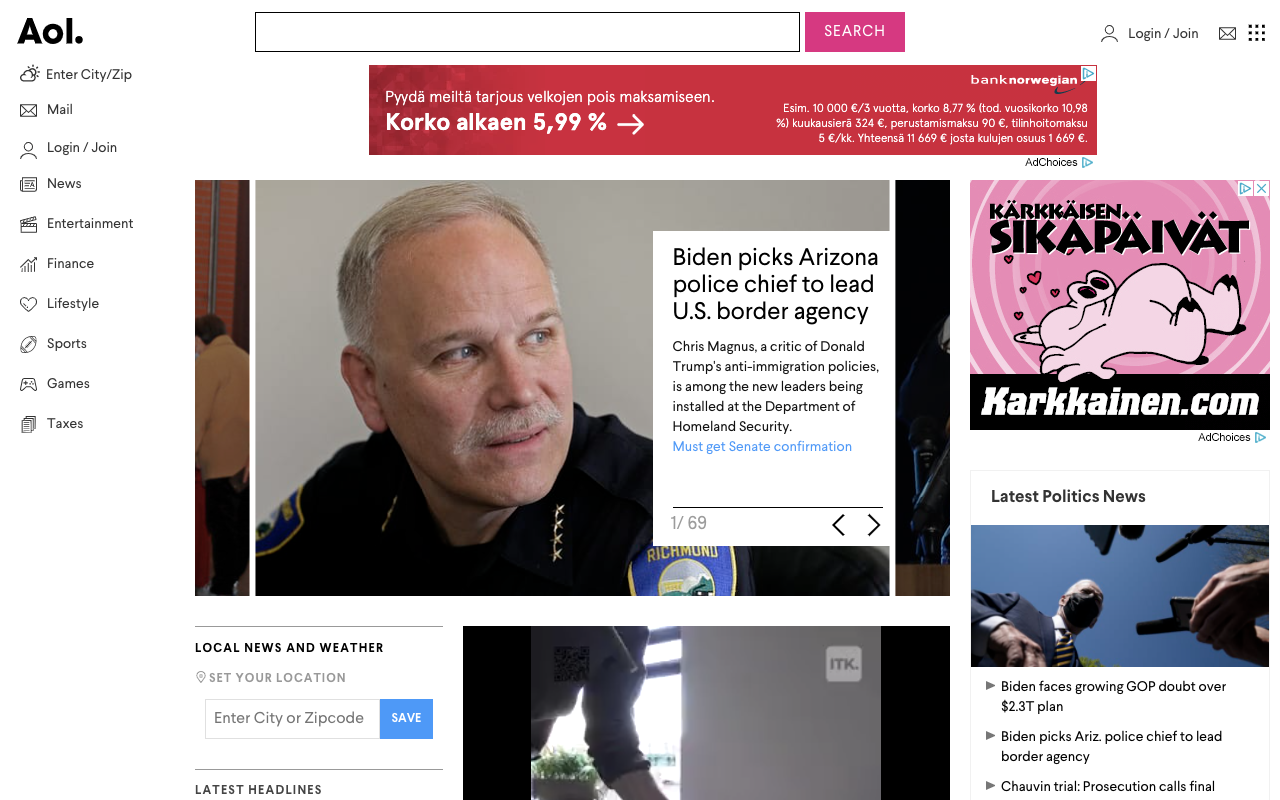 Aol.
SEARCH
Login / Join
Enter City/Zip
Mail
Login / Join
News
Entertainment
Finance
Lifestyle
Sports
Games
Taxes
Pyydä meiltä tarjous velkojen pois maksamiseen.
Korko alkaen 5,99 % →
bank norwegian
Esim. 10 000 €/3 vuotta, korko 8,77 % (tod. vuosikorko 10,98
%) kuukausierä 324 €, perustamismaksu 90 €, tilinhoitomaksu
5 €/kk. Yhteensä 11 669 € josta kulujen osuus 1 669 €.
AdChoices
Biden picks Arizona
police chief to lead
U.S. border agency
Chris Magnus, a critic of Donald
Trump's anti-immigration policies,
is among the new leaders being
installed at the Department of
Homeland Security.
Must get Senate confirmation
1/ 69
RICHMOND
KÄRKKÄISEN
SIKAPÄIVÄT
Karkkainen.com
AdChoices
Latest Politics News
Biden faces growing GOP doubt over
$2.3T plan
Biden picks Ariz. police chief to lead
border agency
Chauvin trial: Prosecution calls final
LOCAL NEWS AND WEATHER
SET YOUR LOCATION
Enter City or Zipcode
SAVE
LATEST HEADLINES
ITK.